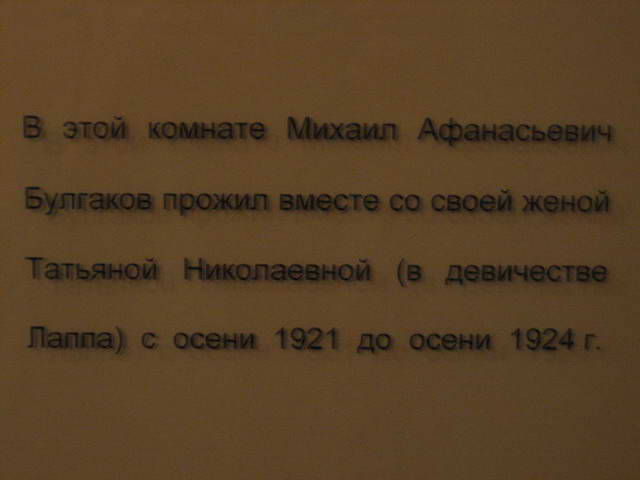 В этой комнате Михаил Афанасьевич
Булгаков прожил вместе со своей женой
Татьяной Николаевной (в девичестве
Лаппа) с осени 1921 до осени 1924 г.